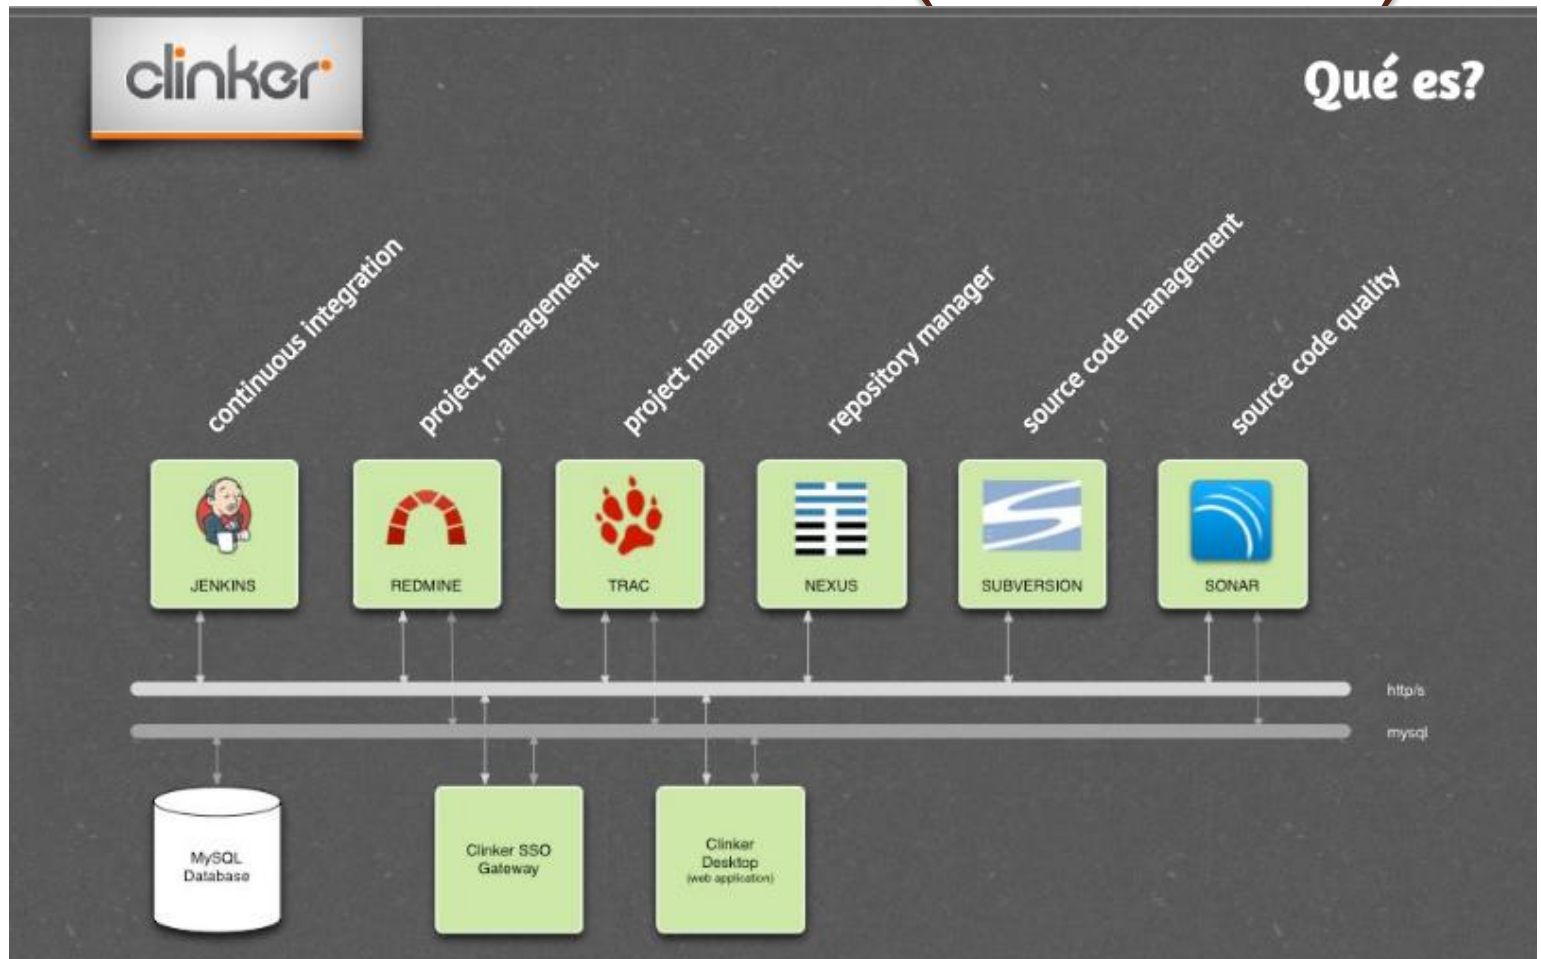 clinker
Qué es?
continuous integration
project management
project management
repository manager
source code management
source code quality
JENKINS
REDMINE
TRAC
NEXUS
SUBVERSION
SONAR
http/s
mysql
MySQL
Database
Clinker SSO
Gateway
Clinker
Desktop
(web application)